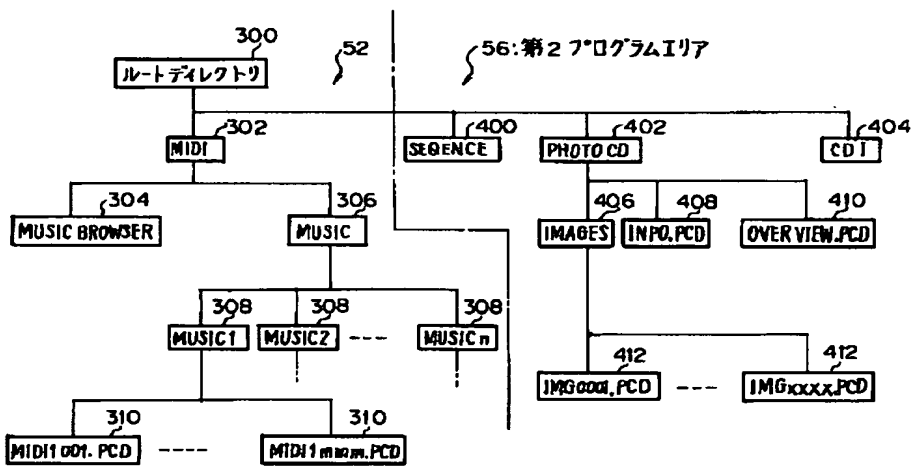 300
ルートディレクトリ
52
56:第2 プログラムエリア
302
MIDI
400
SEQENCE
402
PHOTO CD
404
CD I
304
MUSIC BROWSER
306
MUSIC
406
IMAGES
408
INFO.PCD
410
OVERVIEW.PCD
308
MUSIC1
308
MUSIC2
308
MUSICn
412
IMG0001.PCD
412
IMGxxxx.PCD
310
MIDI1001.PCD
310
MIDI1mmm.PCD